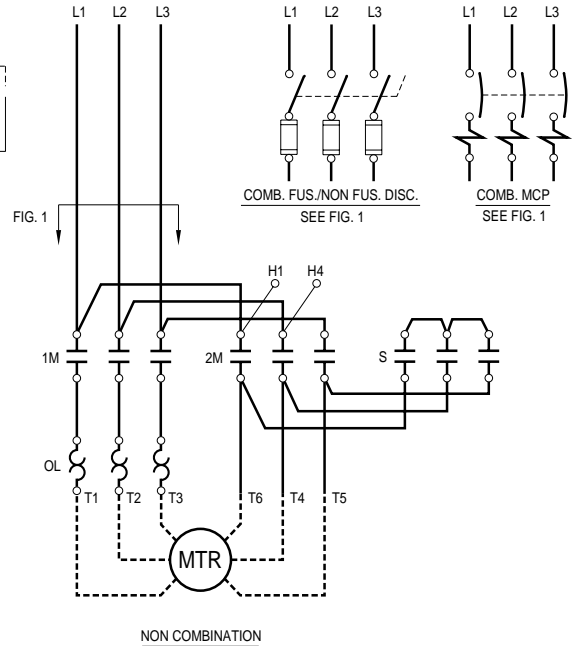 L1 L2 L3
L1 L2 L3
L1 L2 L3
COMB. FUS./NON FUS. DISC.
SEE FIG. 1
COMB. MCP
SEE FIG. 1
FIG. 1
H1 H4
1M
2M
S
OL
T1 T2 T3 T6 T4 T5
MTR
NON COMBINATION